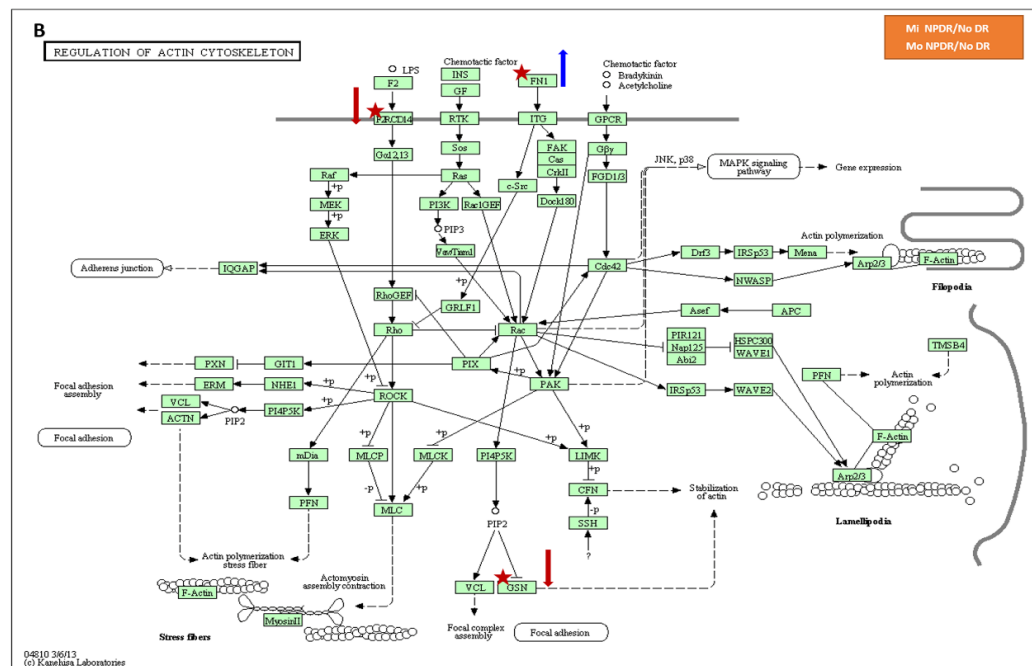 B
REGULATION OF ACTIN CYTOSKELETON
Mi NPDR/No DR
Mo NPDR/No DR
LPS
F2
Chemotactic factor
INS
GF
FN1
Chemotactic factor
Bradykinin
Acetylcholine
F2R CD14
RTK
ITG
GPCR
Gα12,13
Sos
FAK
Cas
CrkII
Gβγ
JNK, p38
MAPK signaling
pathway
Gene expression
Raf
Ras
c-Src
FGD1/3
+p
MEK
PI3K
Rac1GEF
Dock180
+p
ERK
PIP3
Vav/Tiam1
Actin polymerization
Drf3
IRSp53
Mena
Arp2/3
F-Actin
Adherens junction
IQGAP
Cdc42
NWASP
Filopodia
+p
RhoGEF
GRLF1
Asef
APC
Rho
Rac
PIR121
Nap125
Abi2
HSPC300
WAVE1
TMSB4
PXN
GIT1
PIX
PFN
Actin
polymerization
Focal adhesion
assembly
ERM
NHE1
+p
+p
PAK
IRSp53
WAVE2
ROCK
VCL
ACTN
PIP2
PI4P5K
+p
Focal adhesion
F-Actin
+p
+p
+p
mDia
MLCP
MLCK
PI4P5K
LIMK
Arp2/3
+p
-p
+p
CFN
Stabilization
of actin
PFN
MLC
-p
Lamellipodia
PIP2
SSH
?
Actin polymerization
stress fiber
Actomyosin
assembly contraction
VCL
GSN
F-Actin
MyosinII
Stress fibers
Focal complex
assembly
Focal adhesion
04810 3/6/13
(c) Kanehisa Laboratories